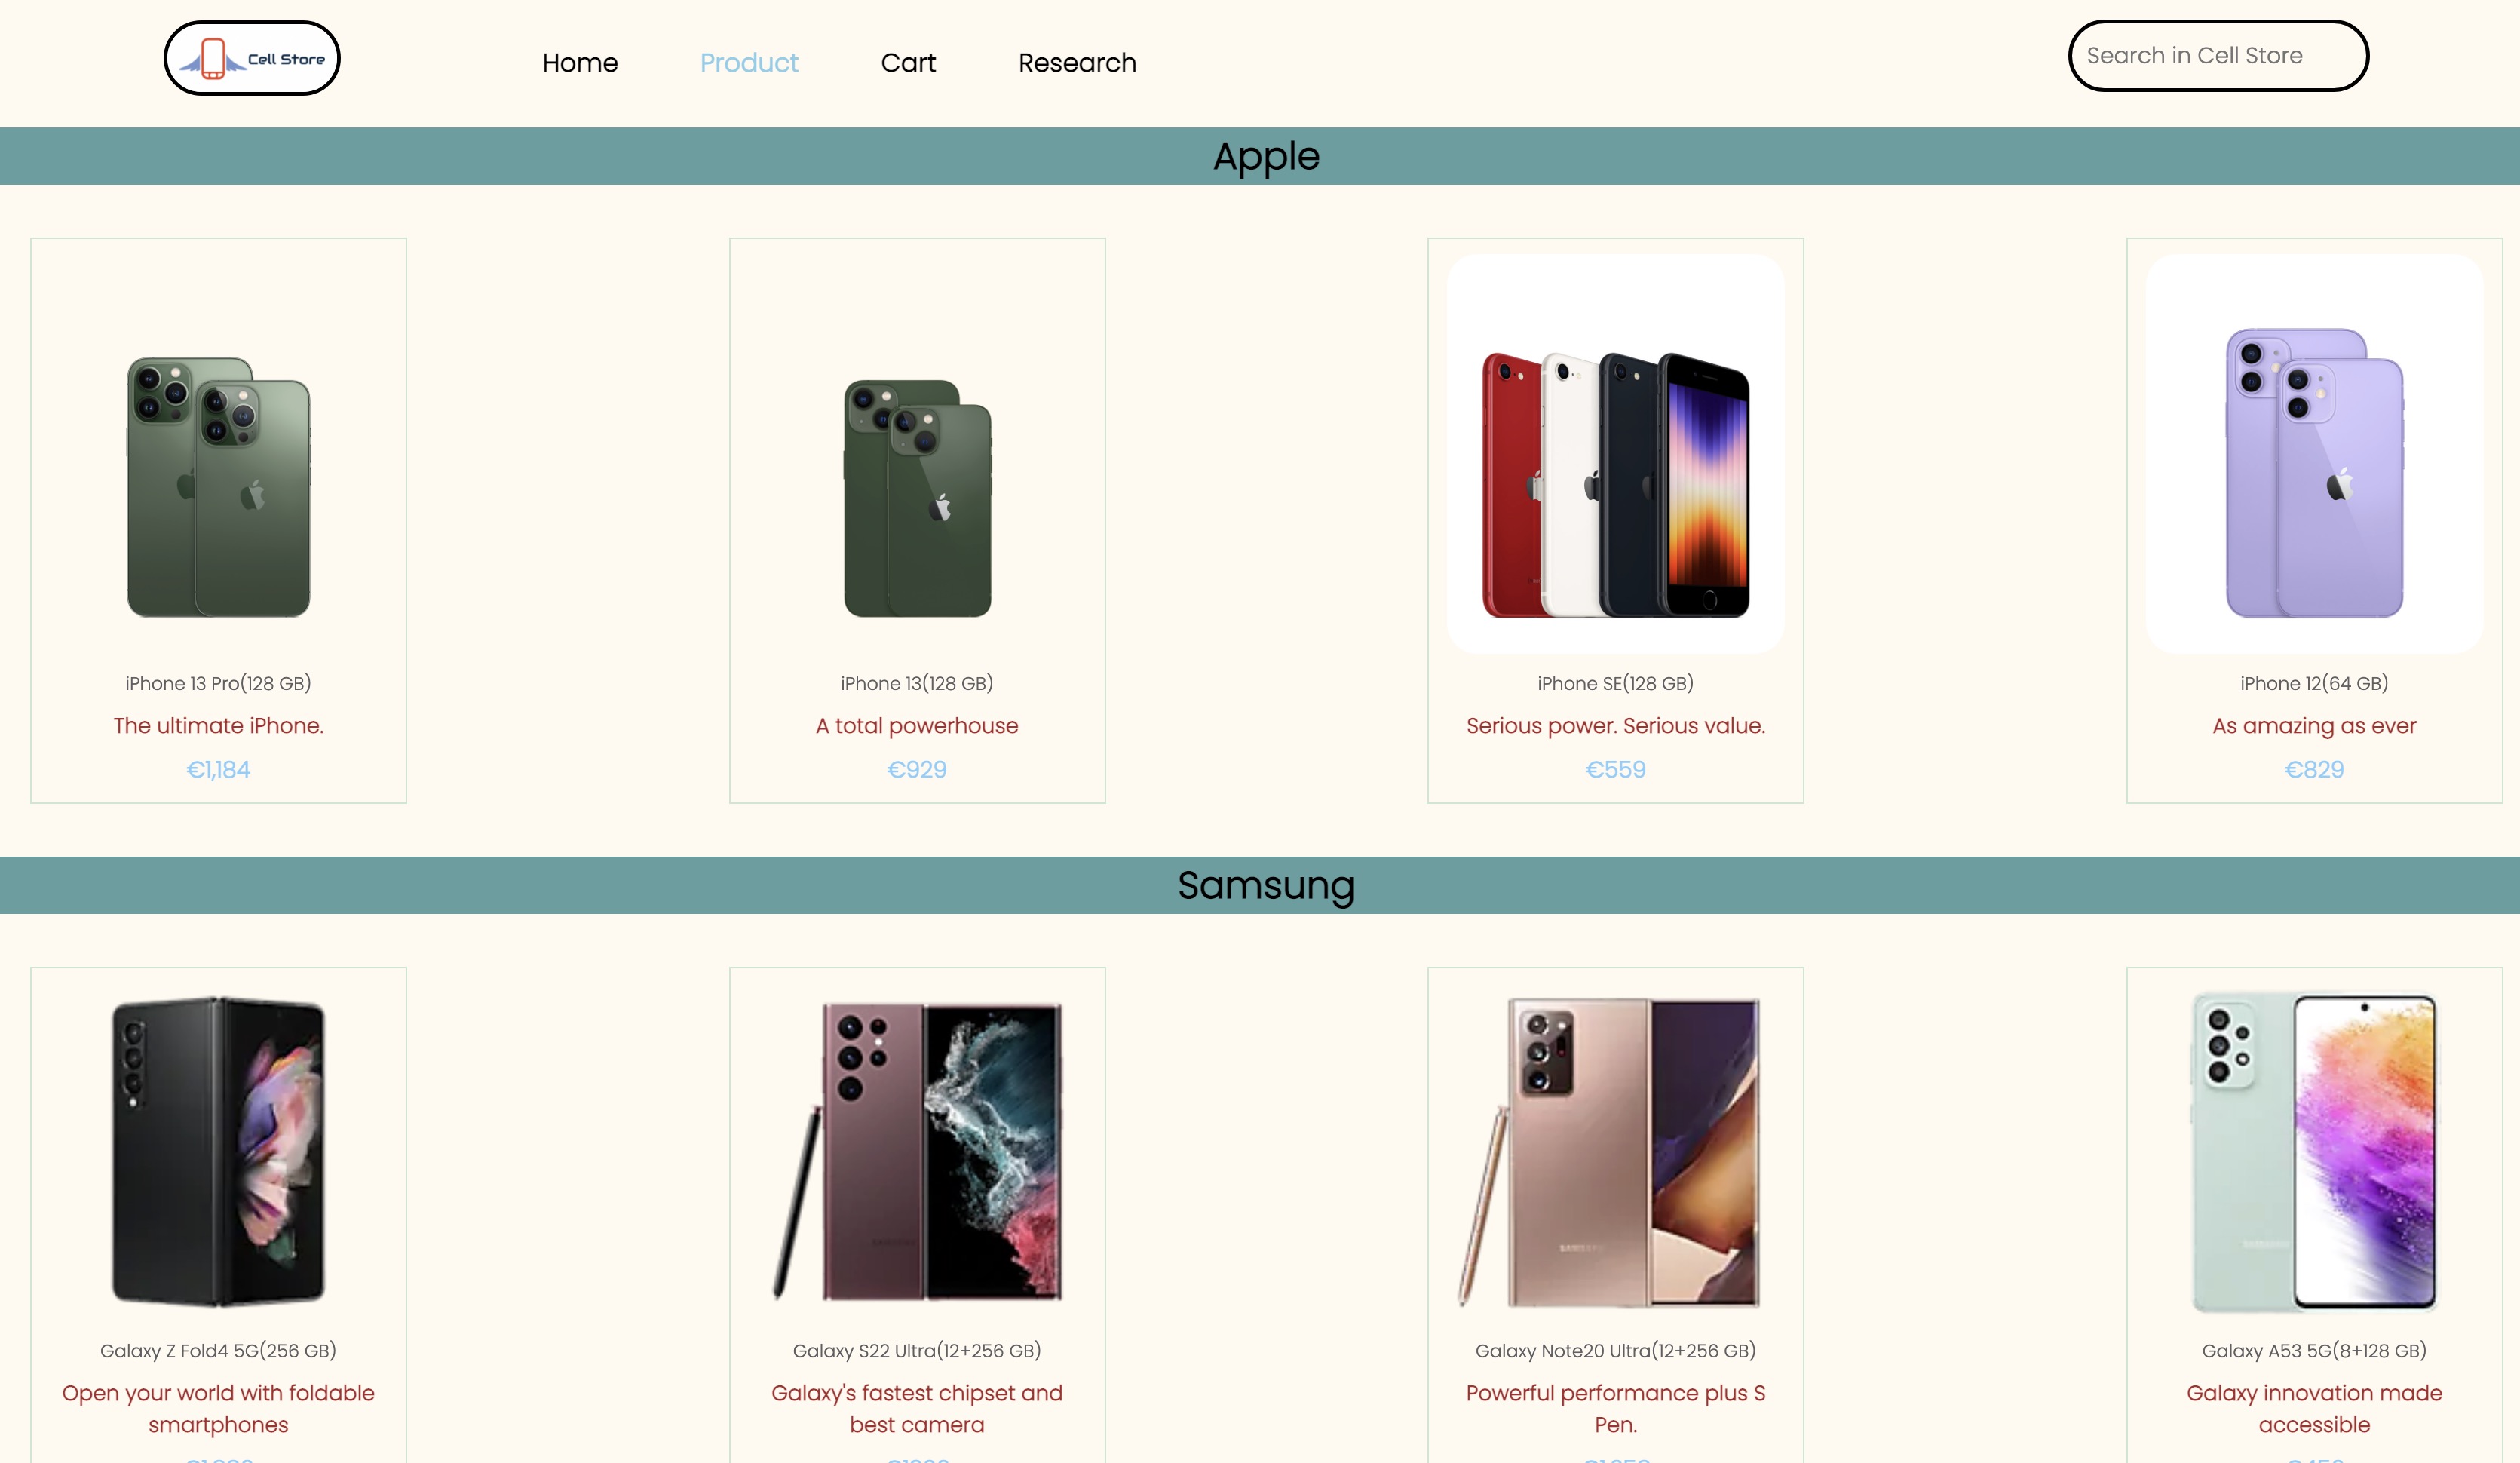 Cell Store
Home
Product
Cart
Research
Search in Cell Store
Apple
iPhone 13 Pro(128 GB)
The ultimate iPhone.
€1,184
iPhone 13(128 GB)
A total powerhouse
€929
iPhone SE(128 GB)
Serious power. Serious value.
€559
iPhone 12(64 GB)
As amazing as ever
€829
Samsung
SAMSUNG
SAMSUNG
Galaxy Z Fold4 5G(256 GB)
Open your world with foldable
smartphones
Galaxy S22 Ultra(12+256 GB)
Galaxy's fastest chipset and
best camera
Galaxy Note20 Ultra(12+256 GB)
Powerful performance plus S
Pen.
Galaxy A53 5G(8+128 GB)
Galaxy innovation made
accessible